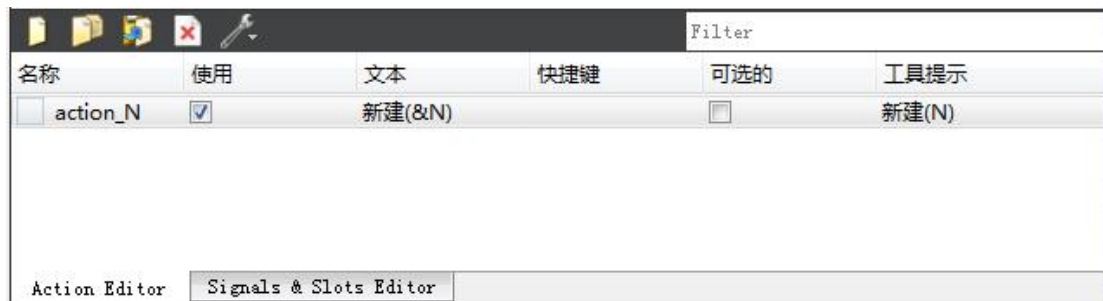 Filter
名称 使用 文本 快捷键 可选的 工具提示
action_N 新建(&N) 新建(N)
Action Editor Signals & Slots Editor